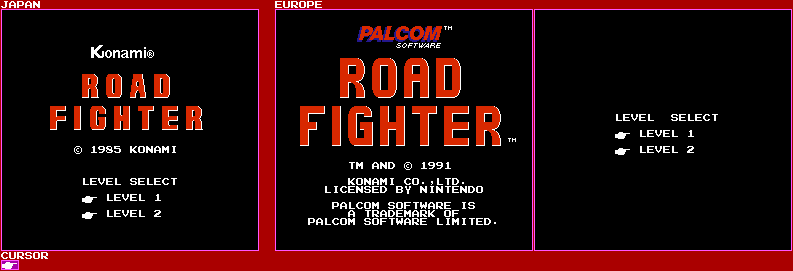 JAPAN
Konami®
ROAD
FIGHTER
© 1985 KONAMI
LEVEL SELECT
LEVEL 1
LEVEL 2
EUROPE
PALCOM™
SOFTWARE
ROAD
FIGHTER™
TM AND © 1991
KONAMI CO.,LTD.
LICENSED BY NINTENDO
PALCOM SOFTWARE IS
A TRADEMARK OF
PALCOM SOFTWARE LIMITED.
LEVEL SELECT
LEVEL 1
LEVEL 2
CURSOR